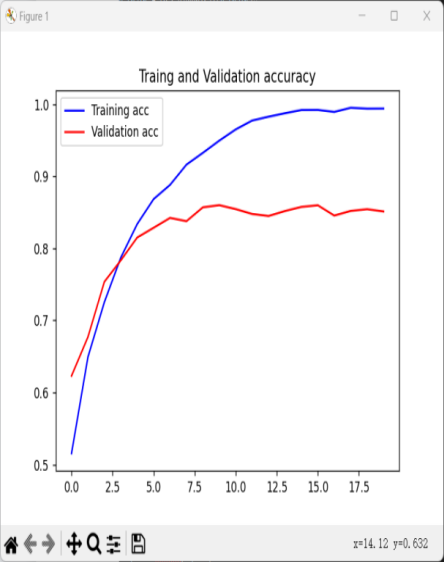 Figure 1
Traing and Validation accuracy
Training acc
Validation acc
1.0
0.9
0.8
0.7
0.6
0.5
0.0 2.5 5.0 7.5 10.0 12.5 15.0 17.5
x=14.12 y=0.632